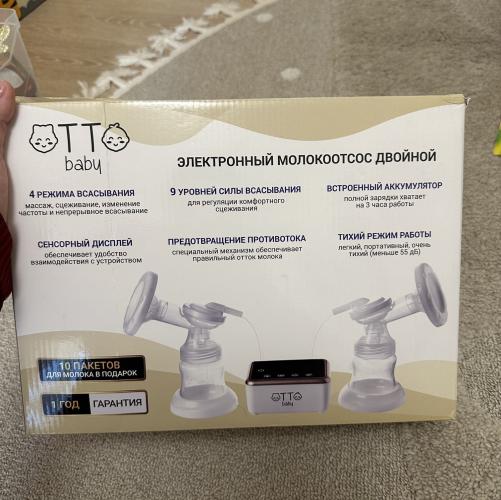 OTTO
baby
ЭЛЕКТРОННЫЙ МОЛОКООТСОС ДВОЙНОЙ
4 РЕЖИМА ВСАСЫВАНИЯ
массаж, сцеживание, изменение
частоты и непрерывное всасывание
9 УРОВНЕЙ СИЛЫ ВСАСЫВАНИЯ
для регуляции комфортного
сцеживания
ВСТРОЕННЫЙ АККУМУЛЯТОР
полной зарядки хватает
на 3 часа работы
СЕНСОРНЫЙ ДИСПЛЕЙ
обеспечивает удобство
взаимодействия с устройством
ПРЕДОТВРАЩЕНИЕ ПРОТИВОТОКА
специальный механизм обеспечивает
правильный отток молока
ТИХИЙ РЕЖИМ РАБОТЫ
легкий, портативный, очень
тихий (меньше 55 дБ)
10 ПАКЕТОВ
ДЛЯ МОЛОКА В ПОДАРОК
1 ГОД ГАРАНТИЯ
OTTO
baby